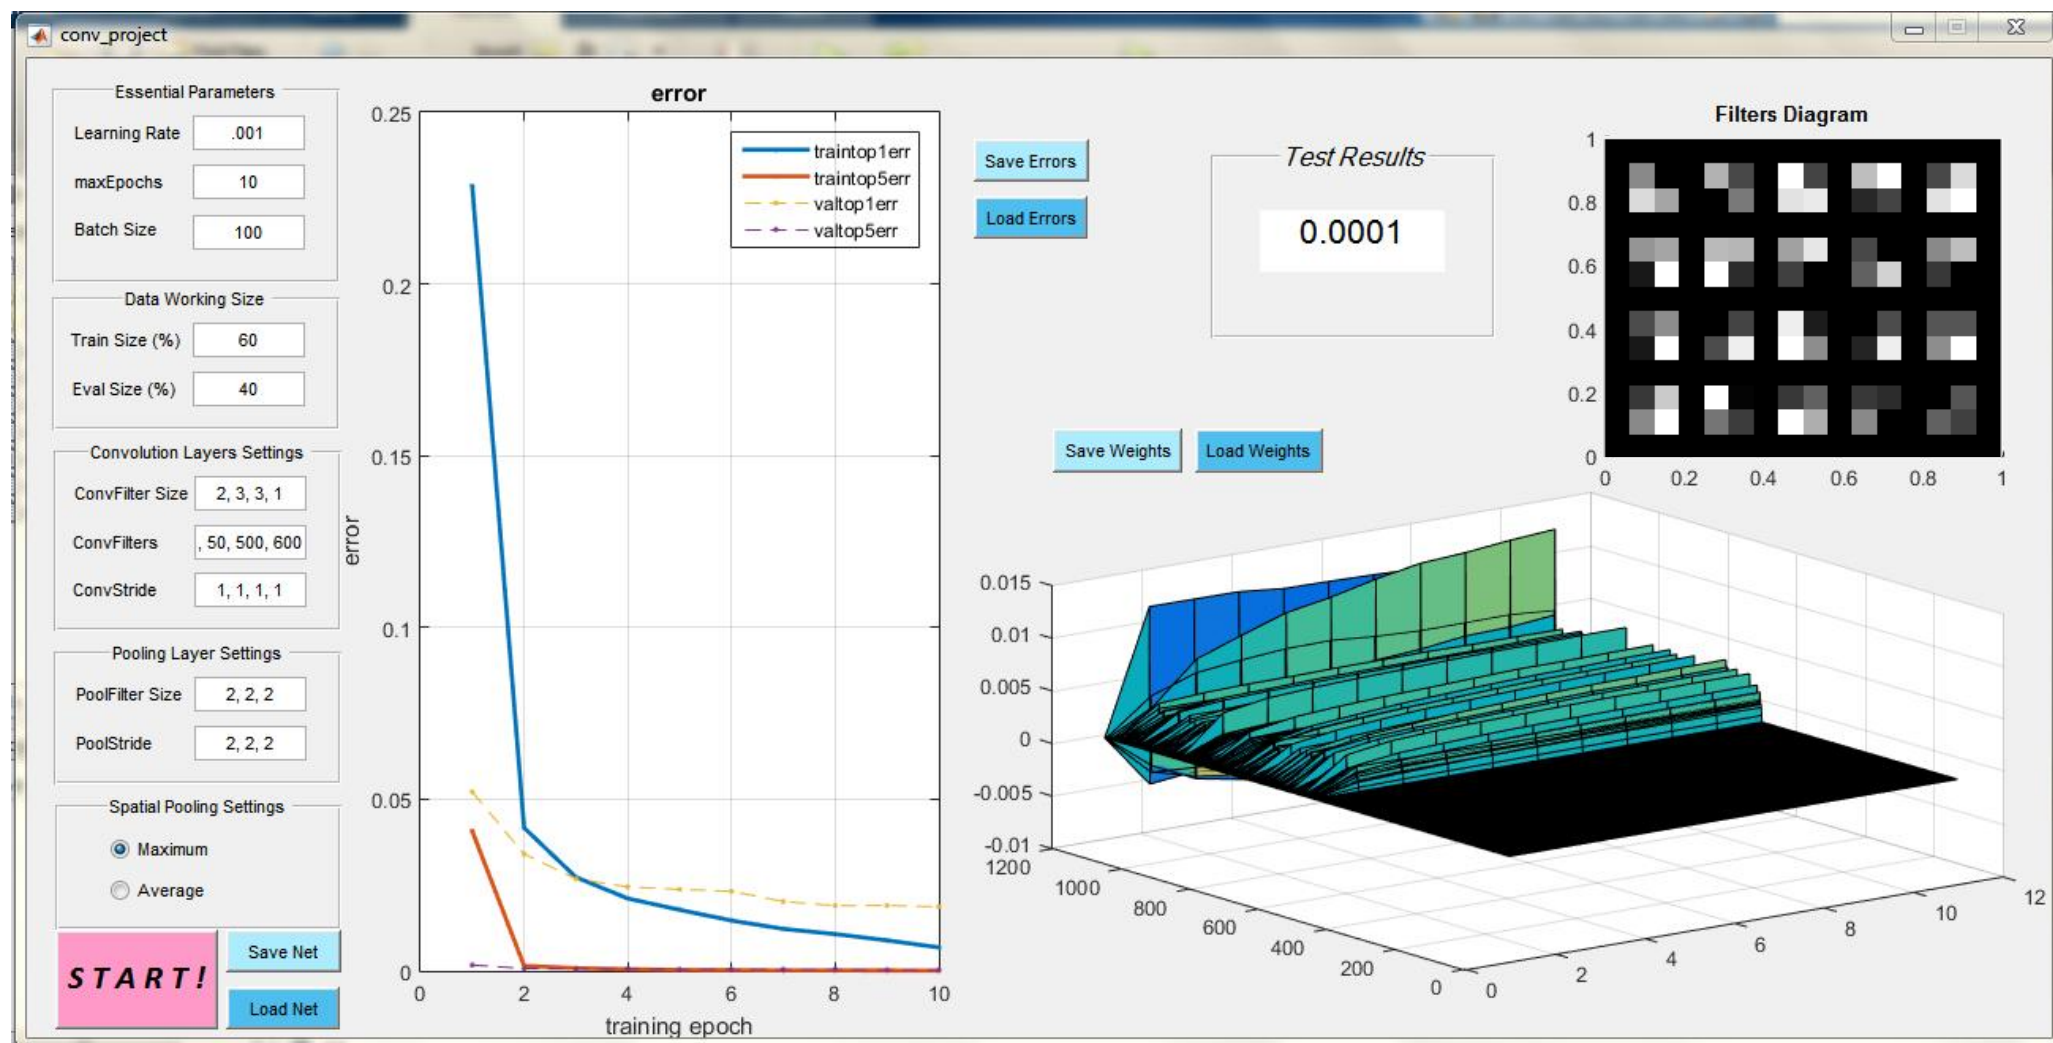 conv_project
Essential Parameters
Learning Rate .001
maxEpochs 10
Batch Size 100
Data Working Size
Train Size (%) 60
Eval Size (%) 40
Convolution Layers Settings
ConvFilter Size 2, 3, 3, 1
ConvFilters , 50, 500, 600
ConvStride 1, 1, 1, 1
Pooling Layer Settings
PoolFilter Size 2, 2, 2
PoolStride 2, 2, 2
Spatial Pooling Settings
Maximum
Average
START!
Save Net
Load Net
error
0.25
0.2
0.15
0.1
0.05
0
error
0 2 4 6 8 10
training epoch
traintop1err
traintop5err
valtop1err
valtop5err
Save Errors
Load Errors
Test Results
0.0001
Save Weights
Load Weights
Filters Diagram
1
0.8
0.6
0.4
0.2
0
0 0.2 0.4 0.6 0.8 1
0.015
0.01
0.005
0
-0.005
-0.01
1200
1000
800
600
400
200
0
0
2
4
6
8
10
12